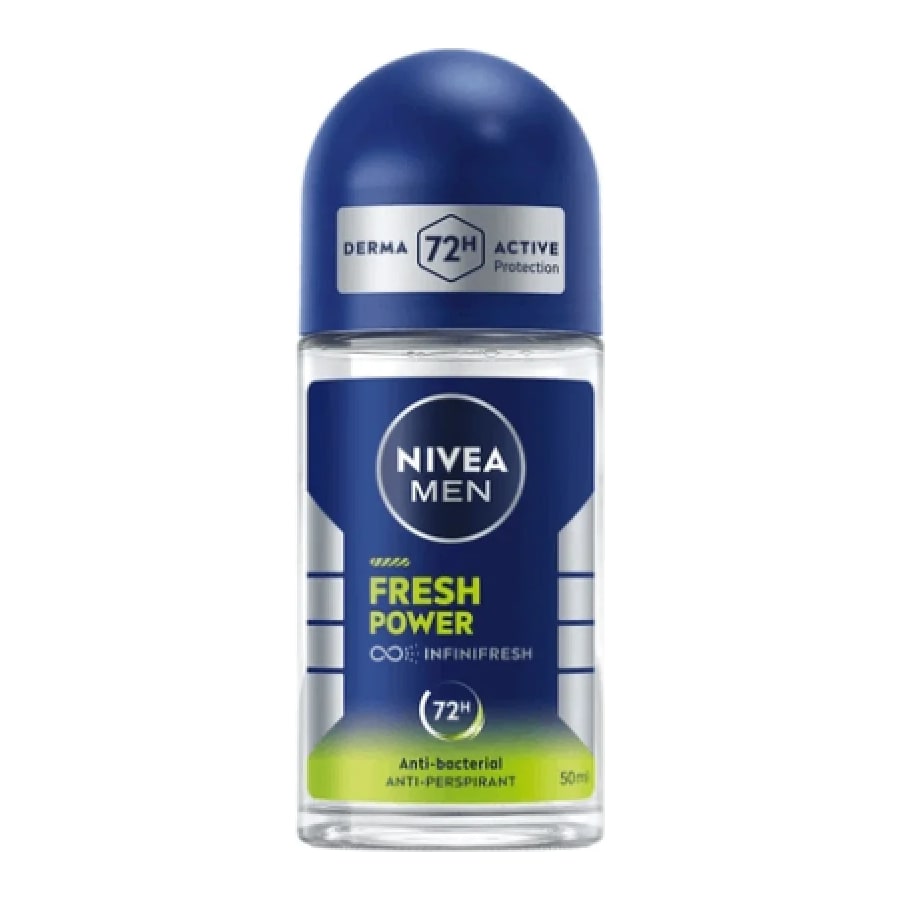 DERMA 72H ACTIVE
Protection
NIVEA
MEN
FRESH
POWER
INFINIFRESH
72H
Anti-bacterial
ANTI-PERSPIRANT
50ml